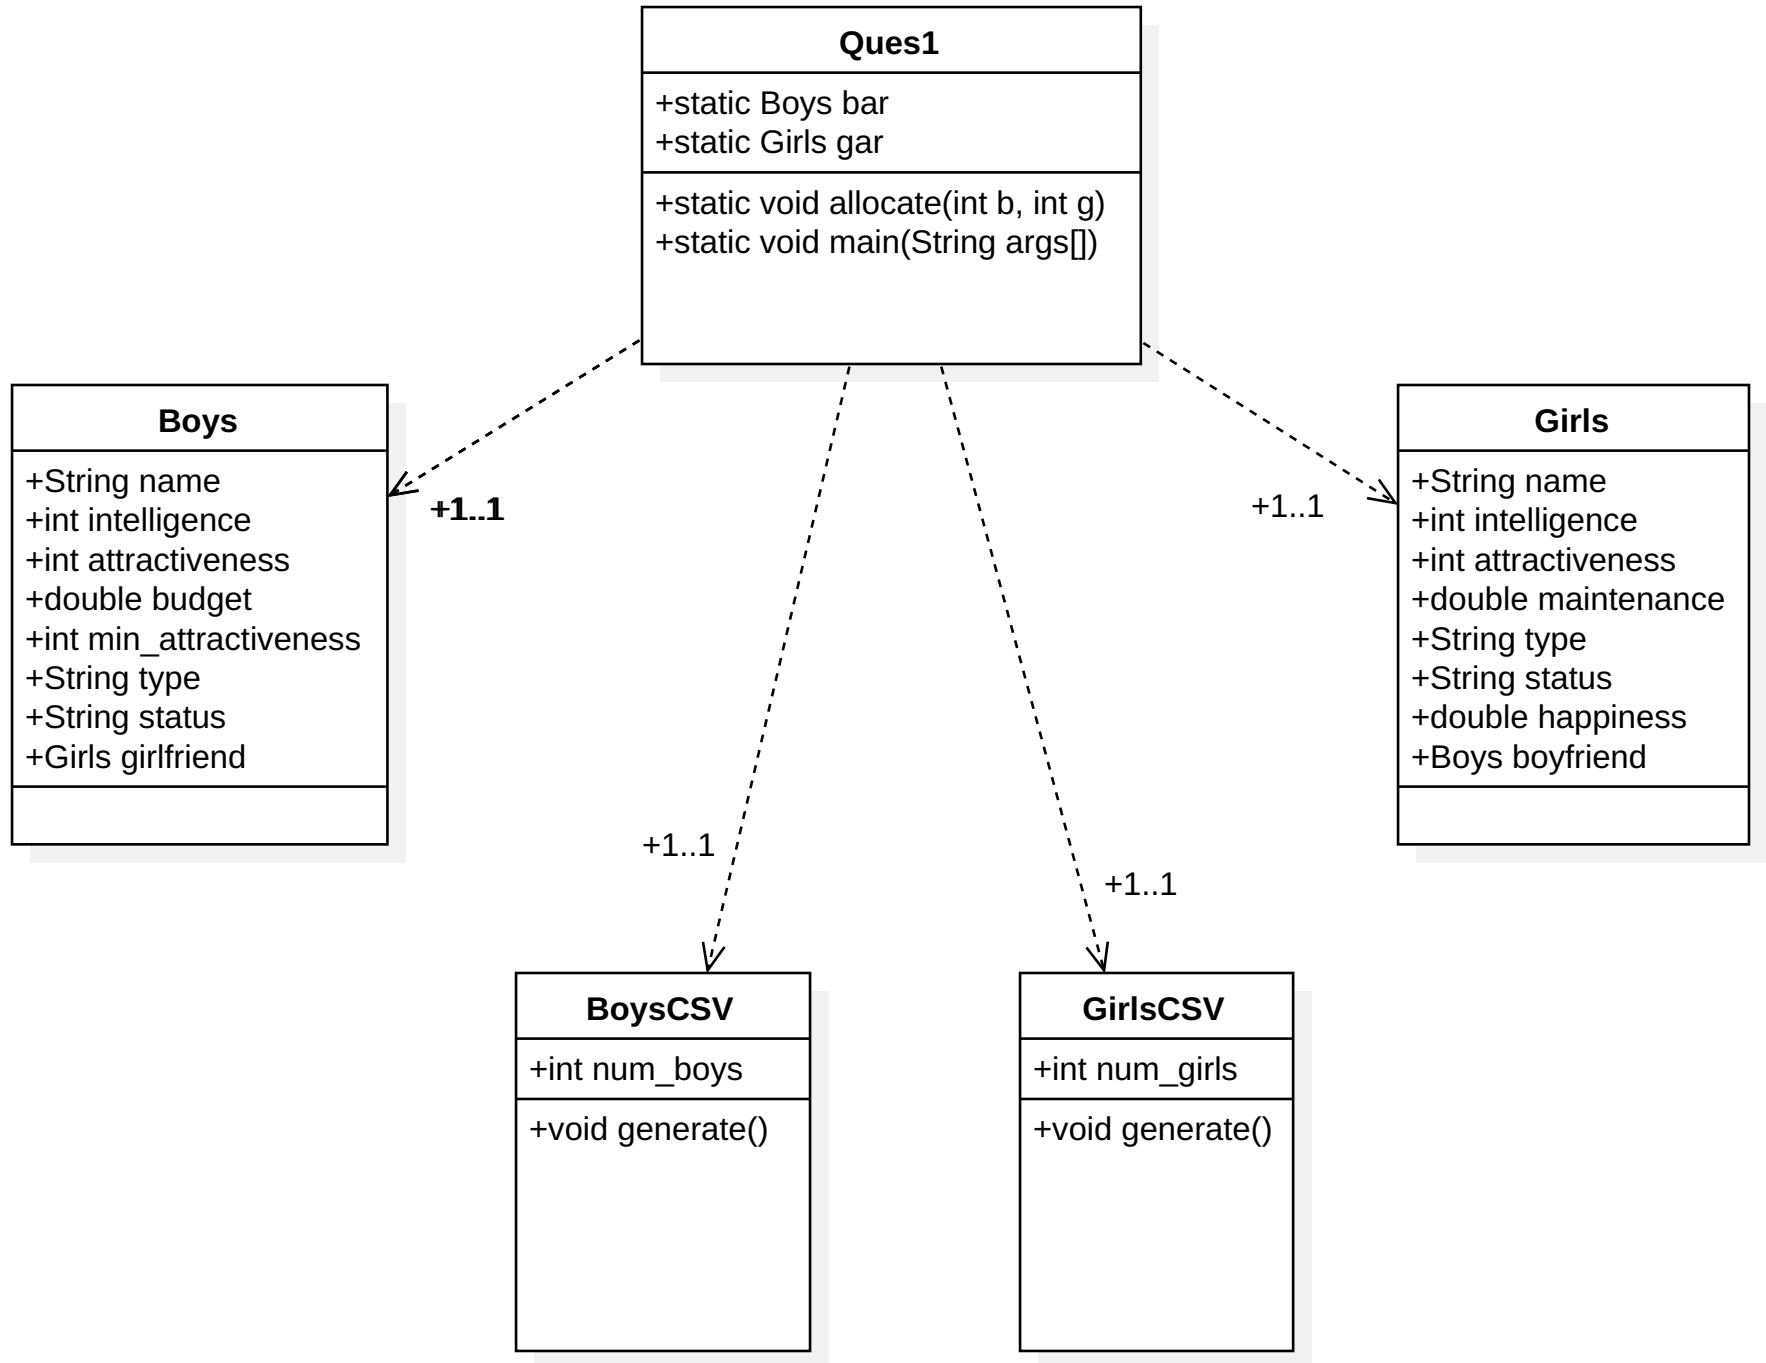 Ques1
+static Boys bar
+static Girls gar
+static void allocate(int b, int g)
+static void main(String args[])
Boys
+String name
+int intelligence
+int attractiveness
+double budget
+int min_attractiveness
+String type
+String status
+Girls girlfriend
+1..1
+1..1
Girls
+String name
+int intelligence
+int attractiveness
+double maintenance
+String type
+String status
+double happiness
+Boys boyfriend
+1..1
+1..1
BoysCSV
+int num_boys
+void generate()
GirlsCSV
+int num_girls
+void generate()